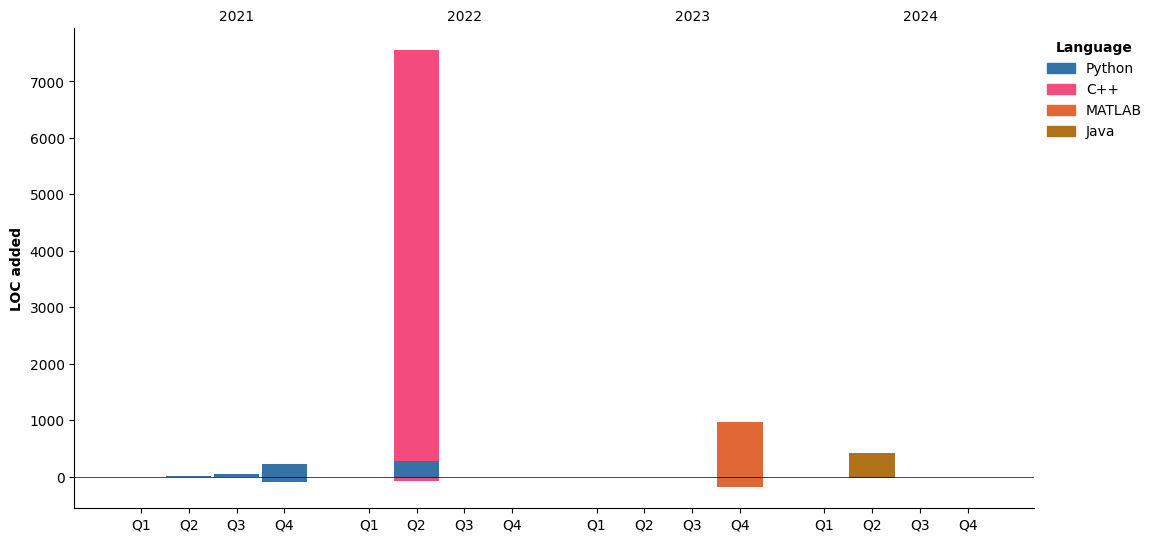 2021 2022 2023 2024
Language
Python
C++
MATLAB
Java
LOC added
7000
6000
5000
4000
3000
2000
1000
0
Q1 Q2 Q3 Q4 Q1 Q2 Q3 Q4 Q1 Q2 Q3 Q4 Q1 Q2 Q3 Q4